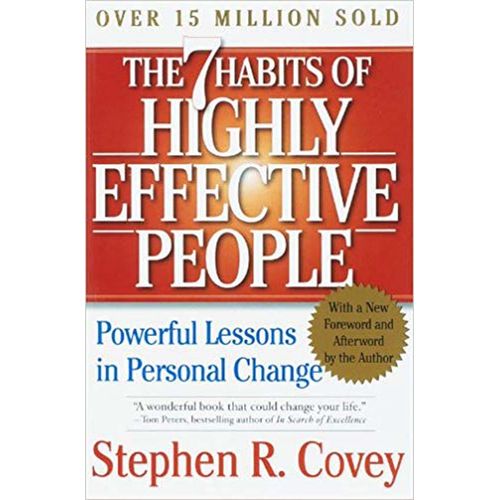 OVER 15 MILLION SOLD
THE 7 HABITS OF
HIGHLY
EFFECTIVE
PEOPLE
Powerful Lessons
in Personal Change
With a New
Foreword and
Afterword
by the Author
"A wonderful book that could change your life."
—Tom Peters, bestselling author of In Search of Excellence
Stephen R. Covey